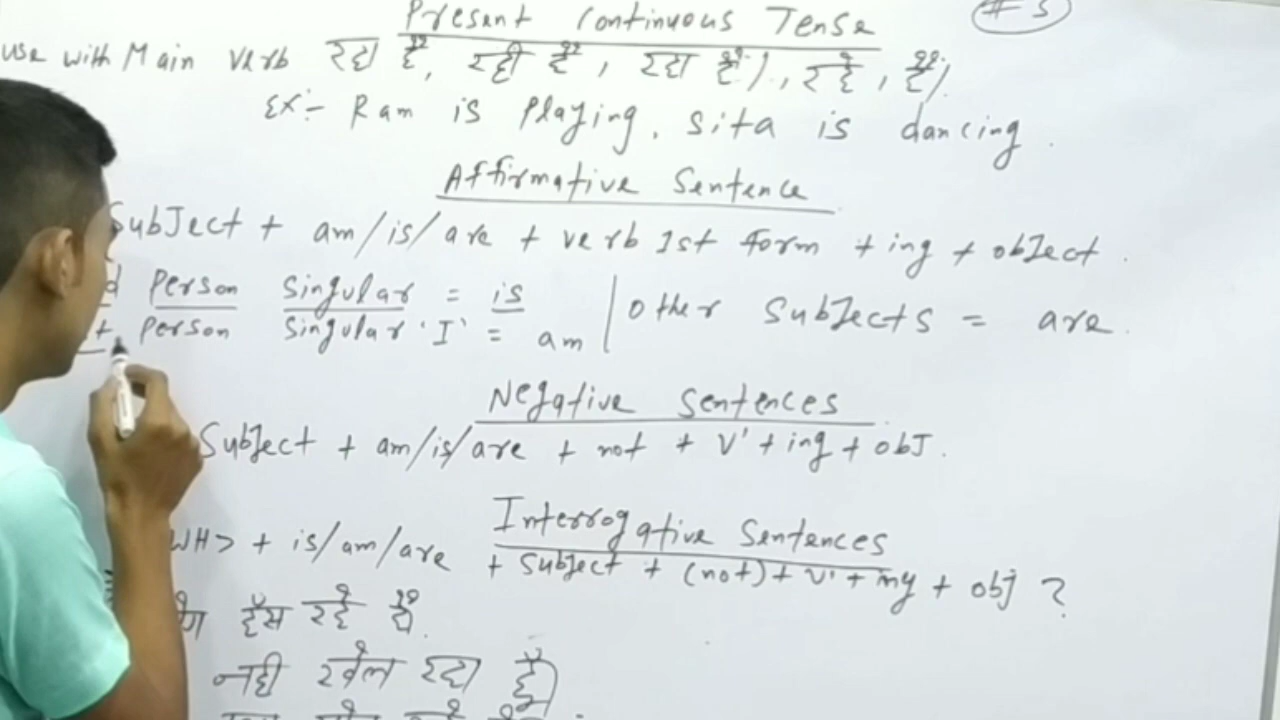 Present Continuous Tense
# 5
use with Main verb रहा है, रही है, रहा हूँ।, रहे, हैं।
Ex:- Ram is Playing, Sita is dancing.
Affirmative Sentence
Subject + am/is/are + verb 1st form + ing + object.
Person Singular = is
Person Singular 'I' = am | other Subjects = are.
Negative Sentences
Subject + am/is/are + not + V' + ing + obj.
Interrogative Sentences
WH> + is/am/are + Subject + (not) + V' + ing + obj ?
हँस रहे हैं.
नही खेल रहा हूँ